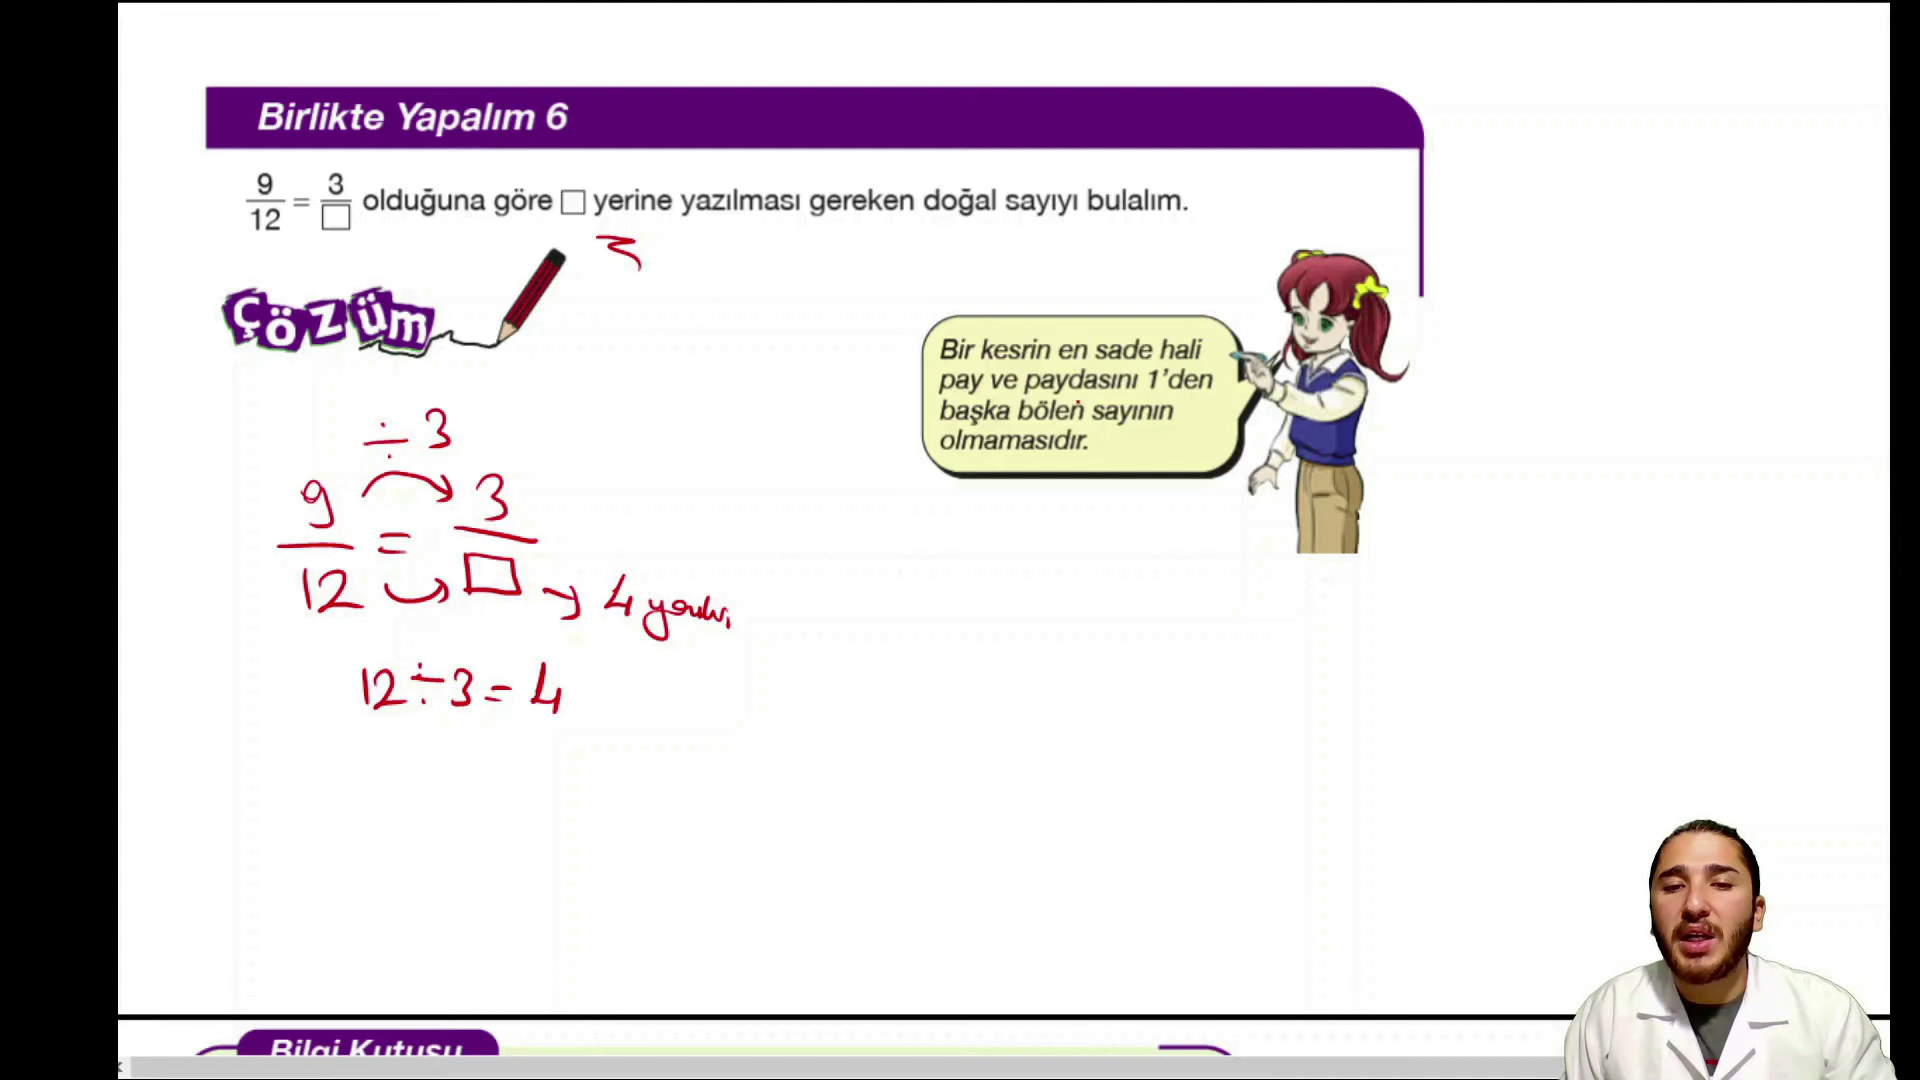 Birlikte Yapalım 6
9/12 = 3/□ olduğuna göre □ yerine yazılması gereken doğal sayıyı bulalım.
Çözüm
Bir kesrin en sade hali
pay ve paydasını 1'den
başka bölen sayının
olmamasıdır.
÷ 3
9/12 = 3/□ → 4
12 ÷ 3 = 4
Bilgi Kutusu